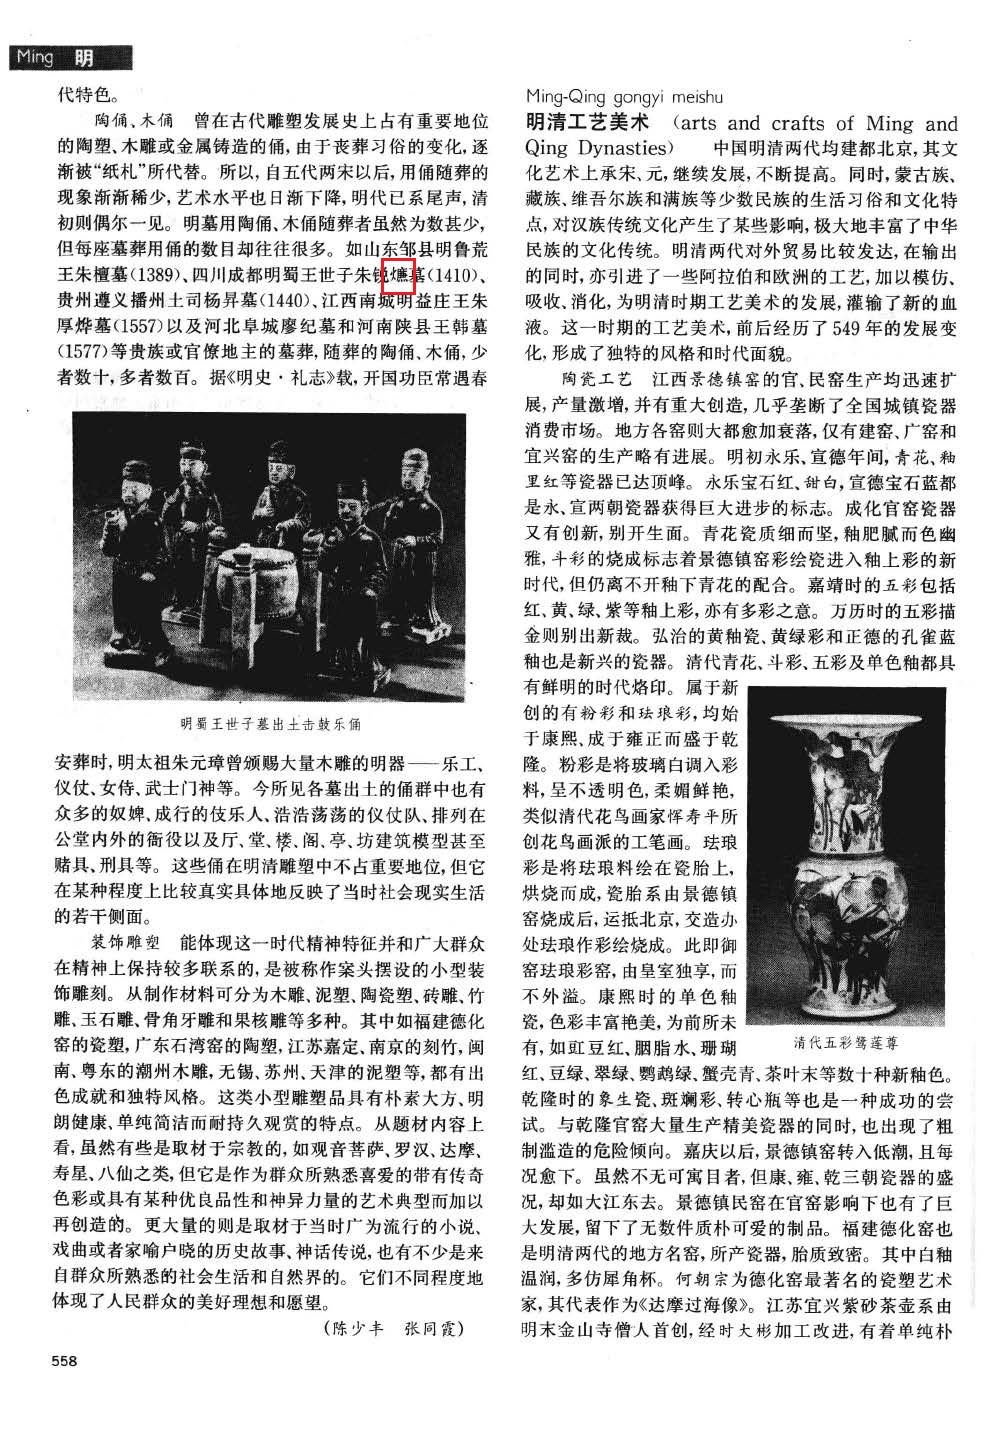 Ming 明
代特色。
陶俑、木俑 曾在古代雕塑发展史上占有重要地位
的陶塑、木雕或金属铸造的俑,由于丧葬习俗的变化,逐
渐被“纸札”所代替。所以,自五代两宋以后,用俑随葬的
现象渐渐稀少,艺术水平也日渐下降,明代已系尾声,清
初则偶尔一见。明墓用陶俑、木俑随葬者虽然为数甚少,
但每座墓葬用俑的数目却往往很多。如山东邹县明鲁荒
王朱檀墓(1389)、四川成都明蜀王世子朱锐燫墓(1410)、
贵州遵义播州土司杨昇墓(1440)、江西南城明益庄王朱
厚烨墓(1557)以及河北阜城廖纪墓和河南陕县王韩墓
(1577)等贵族或官僚地主的墓葬,随葬的陶俑、木俑,少
者数十,多者数百。据《明史·礼志》载,开国功臣常遇春
明蜀王世子墓出土击鼓乐俑
安葬时,明太祖朱元璋曾颁赐大量木雕的明器——乐工、
仪仗、女侍、武士门神等。今所见各墓出土的俑群中也有
众多的奴婢、成行的伎乐人、浩浩荡荡的仪仗队、排列在
公堂内外的衙役以及厅、堂、楼、阁、亭、坊建筑模型甚至
赌具、刑具等。这些俑在明清雕塑中不占重要地位,但它
在某种程度上比较真实具体地反映了当时社会现实生活
的若干侧面。
装饰雕塑 能体现这一时代精神特征并和广大群众
在精神上保持较多联系的,是被称作案头摆设的小型装
饰雕刻。从制作材料可分为木雕、泥塑、陶瓷塑、砖雕、竹
雕、玉石雕、骨角牙雕和果核雕等多种。其中如福建德化
窑的瓷塑,广东石湾窑的陶塑,江苏嘉定、南京的刻竹,闽
南、粤东的潮州木雕,无锡、苏州、天津的泥塑等,都有出
色成就和独特风格。这类小型雕塑品具有朴素大方、明
朗健康、单纯简洁而耐持久观赏的特点。从题材内容上
看,虽然有些是取材于宗教的,如观音菩萨、罗汉、达摩、
寿星、八仙之类,但它是作为群众所熟悉喜爱的带有传奇
色彩或具有某种优良品性和神异力量的艺术典型而加以
再创造的。更大量的则是取材于当时广为流行的小说、
戏曲或者家喻户晓的历史故事、神话传说,也有不少是来
自群众所熟悉的社会生活和自然界的。它们不同程度地
体现了人民群众的美好理想和愿望。
(陈少丰 张同霞)
558
Ming-Qing gongyi meishu
明清工艺美术 (arts and crafts of Ming and
Qing Dynasties) 中国明清两代均建都北京,其文
化艺术上承宋、元,继续发展,不断提高。同时,蒙古族、
藏族、维吾尔族和满族等少数民族的生活习俗和文化特
点,对汉族传统文化产生了某些影响,极大地丰富了中华
民族的文化传统。明清两代对外贸易比较发达,在输出
的同时,亦引进了一些阿拉伯和欧洲的工艺,加以模仿、
吸收、消化,为明清时期工艺美术的发展,灌输了新的血
液。这一时期的工艺美术,前后经历了549年的发展变
化,形成了独特的风格和时代面貌。
陶瓷工艺 江西景德镇窑的官、民窑生产均迅速扩
展,产量激增,并有重大创造,几乎垄断了全国城镇瓷器
消费市场。地方各窑则大都愈加衰落,仅有建窑、广窑和
宜兴窑的生产略有进展。明初永乐、宣德年间,青花、釉
里红等瓷器已达顶峰。永乐宝石红、甜白,宣德宝石蓝都
是永、宣两朝瓷器获得巨大进步的标志。成化官窑瓷器
又有创新,别开生面。青花瓷质细而坚,釉肥腻而色幽
雅,斗彩的烧成标志着景德镇窑彩绘瓷进入釉上彩的新
时代,但仍离不开釉下青花的配合。嘉靖时的五彩包括
红、黄、绿、紫等釉上彩,亦有多彩之意。万历时的五彩描
金则别出新裁。弘治的黄釉瓷、黄绿彩和正德的孔雀蓝
釉也是新兴的瓷器。清代青花、斗彩、五彩及单色釉都具
有鲜明的时代烙印。属于新
创的有粉彩和珐琅彩,均始
于康熙、成于雍正而盛于乾
隆。粉彩是将玻璃白调入彩
料,呈不透明色,柔媚鲜艳,
类似清代花鸟画家恽寿平所
创花鸟画派的工笔画。珐琅
彩是将珐琅料绘在瓷胎上,
烘烧而成,瓷胎系由景德镇
窑烧成后,运抵北京,交造办
处珐琅作彩绘烧成。此即御
窑珐琅彩窑,由皇室独享,而
不外溢。康熙时的单色釉
瓷,色彩丰富艳美,为前所未
有,如豇豆红、胭脂水、珊瑚
清代五彩鹭莲尊
红、豆绿、翠绿、鹦鹉绿、蟹壳青、茶叶末等数十种新釉色。
乾隆时的象生瓷、斑斓彩、转心瓶等也是一种成功的尝
试。与乾隆官窑大量生产精美瓷器的同时,也出现了粗
制滥造的危险倾向。嘉庆以后,景德镇窑转入低潮,且每
况愈下。虽然不无可寓目者,但康、雍、乾三朝瓷器的盛
况,却如大江东去。景德镇民窑在官窑影响下也有了巨
大发展,留下了无数件质朴可爱的制品。福建德化窑也
是明清两代的地方名窑,所产瓷器,胎质致密。其中白釉
温润,多仿犀角杯。何朝宗为德化窑最著名的瓷塑艺术
家,其代表作为《达摩过海像》。江苏宜兴紫砂茶壶系由
明末金山寺僧人首创,经时大彬加工改进,有着单纯朴